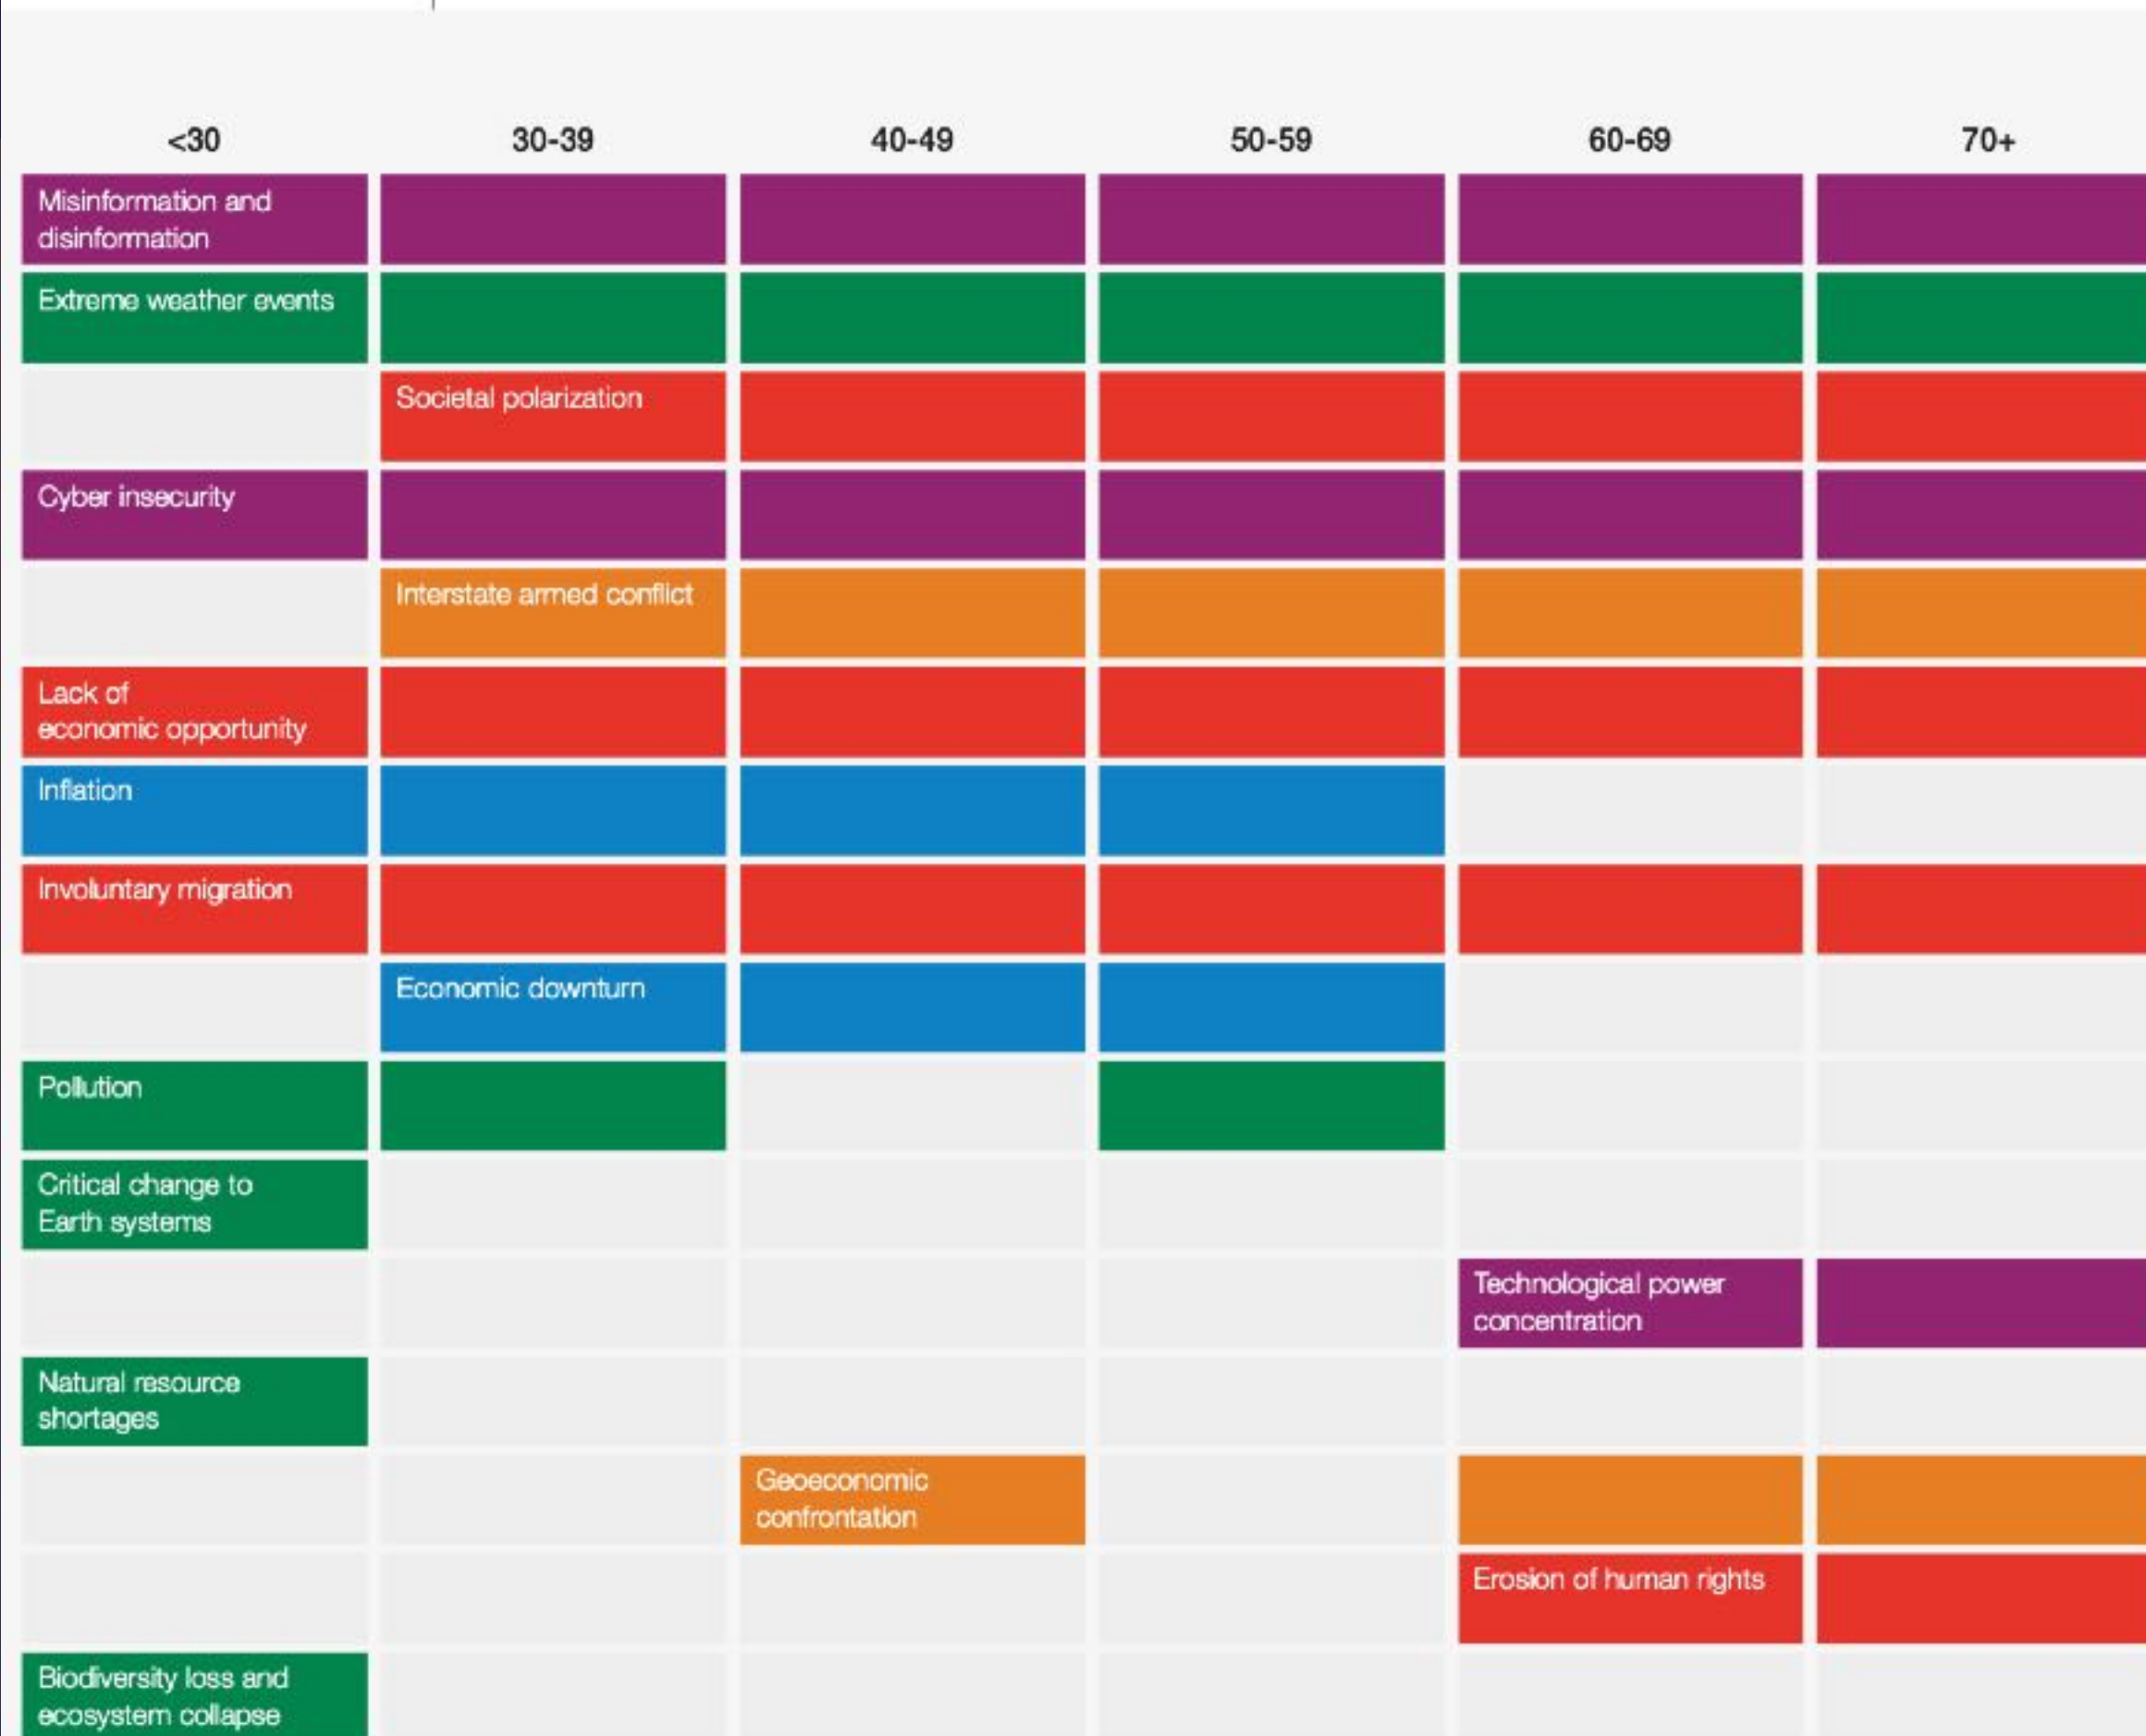 <30 30-39 40-49 50-59 60-69 70+
Misinformation and
disinformation
Extreme weather events
Societal polarization
Cyber insecurity
Interstate armed conflict
Lack of
economic opportunity
Inflation
Involuntary migration
Economic downturn
Pollution
Critical change to
Earth systems
Technological power
concentration
Natural resource
shortages
Geoeconomic
confrontation
Erosion of human rights
Biodiversity loss and
ecosystem collapse